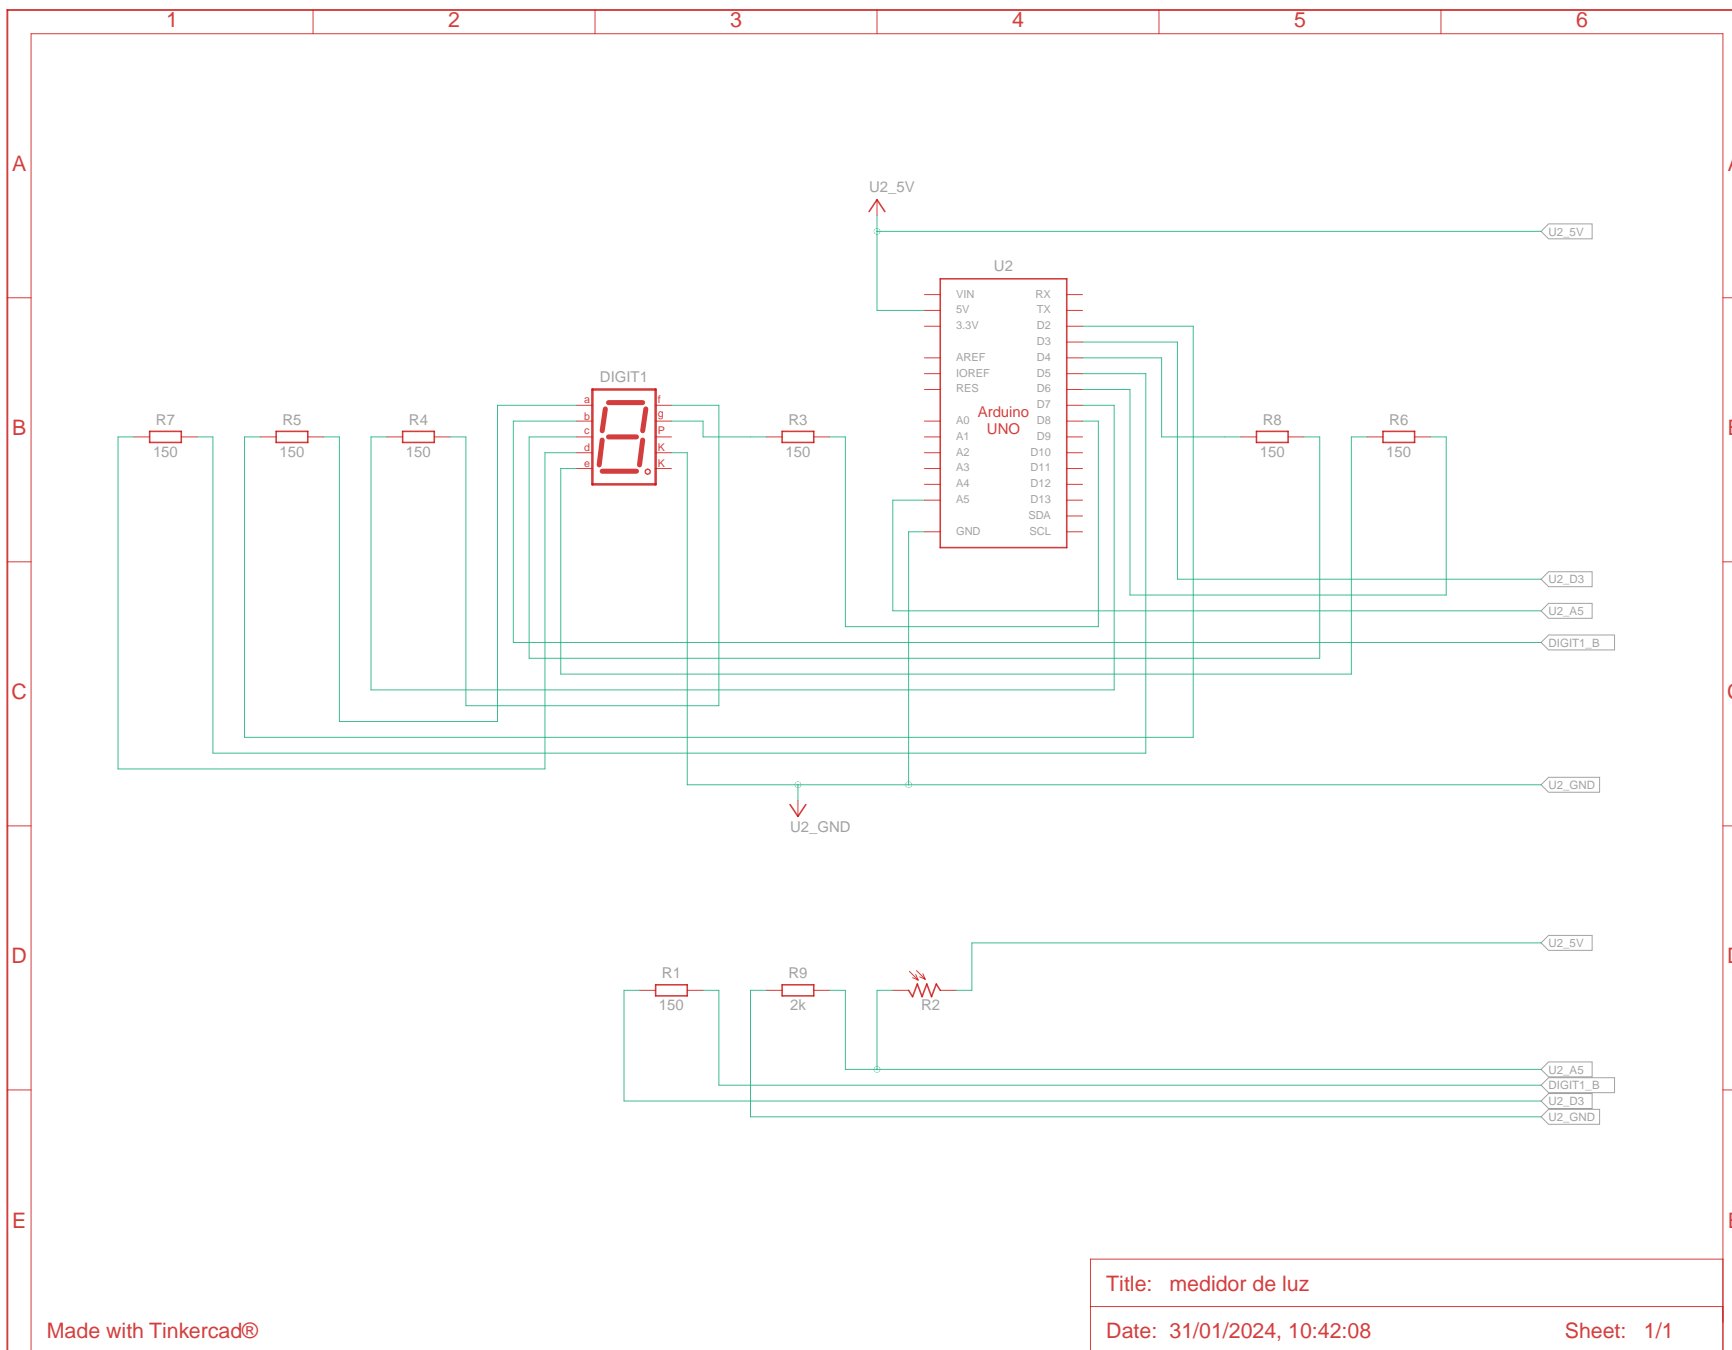 1 2 3 4 5 6
A
U2_5V
U2_5V
U2
VIN RX
5V TX
3.3V D2
D3
AREF D4
IOREF D5
RES D6
D7
A0 D8
A1 D9
A2 D10
A3 D11
A4 D12
A5 D13
SDA
GND SCL
Arduino
UNO
DIGIT1
a f
b g
c P
d K
e K
B
R7
150
R5
150
R4
150
R3
150
R8
150
R6
150
U2_D3
U2_A5
DIGIT1_B
C
U2_GND
U2_GND
D
U2_5V
R1
150
R9
2k
R2
U2_A5
DIGIT1_B
U2_D3
U2_GND
E
Title: medidor de luz
Made with Tinkercad®
Date: 31/01/2024, 10:42:08 Sheet: 1/1